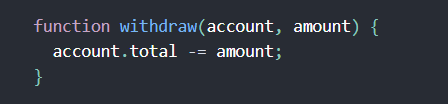 function withdraw(account, amount) {
  account.total -= amount;
}